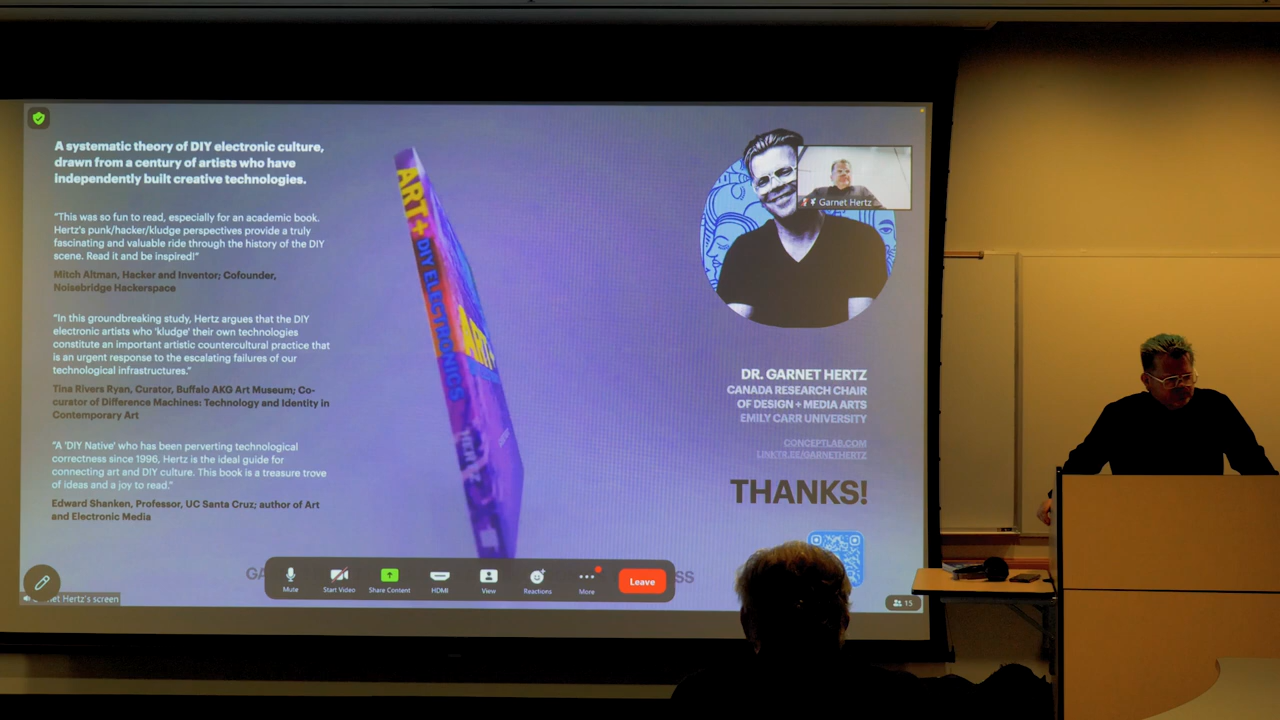 A systematic theory of DIY electronic culture,
drawn from a century of artists who have
independently built creative technologies.
"This was so fun to read, especially for an academic book.
Hertz's punk/hacker/kludge perspectives provide a truly
fascinating and valuable ride through the history of the DIY
scene. Read it and be inspired!"
Mitch Altman, Hacker and Inventor; Cofounder,
Noisebridge Hackerspace
"In this groundbreaking study, Hertz argues that the DIY
electronic artists who 'kludge' their own technologies
constitute an important artistic countercultural practice that
is an urgent response to the escalating failures of our
technological infrastructures."
Tina Rivers Ryan, Curator, Buffalo AKG Art Museum; Co-
curator of Difference Machines: Technology and Identity in
Contemporary Art
"A 'DIY Native' who has been perverting technological
correctness since 1996, Hertz is the ideal guide for
connecting art and DIY culture. This book is a treasure trove
of ideas and a joy to read."
Edward Shanken, Professor, UC Santa Cruz; author of Art
and Electronic Media
ART + DIY ELECTRONICS
HERTZ
ART+
Garnet Hertz
DR. GARNET HERTZ
CANADA RESEARCH CHAIR
OF DESIGN + MEDIA ARTS
EMILY CARR UNIVERSITY
CONCEPTLAB.COM
LINKTR.EE/GARNETHERTZ
THANKS!
GA
SS
Mute
Start Video
Share Content
HDMI
View
Reactions
More
Leave
net Hertz's screen
15